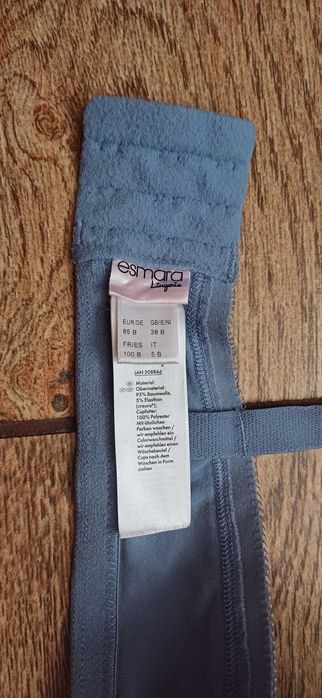 esmara
Lingerie
EUR/DE GB/IE/NI
85 B 38 B
FR/ES IT
100 B 5 B
IAN 308866
Material:
Obermaterial:
95% Baumwolle,
5% Elasthan
(creora®);
Cupfutter:
100% Polyester
Mit ähnlichen
Farben waschen /
wir empfehlen ein
Colorwaschmittel /
wir empfehlen einen
Wäschebeutel /
Cups nach dem
Waschen in Form
ziehen